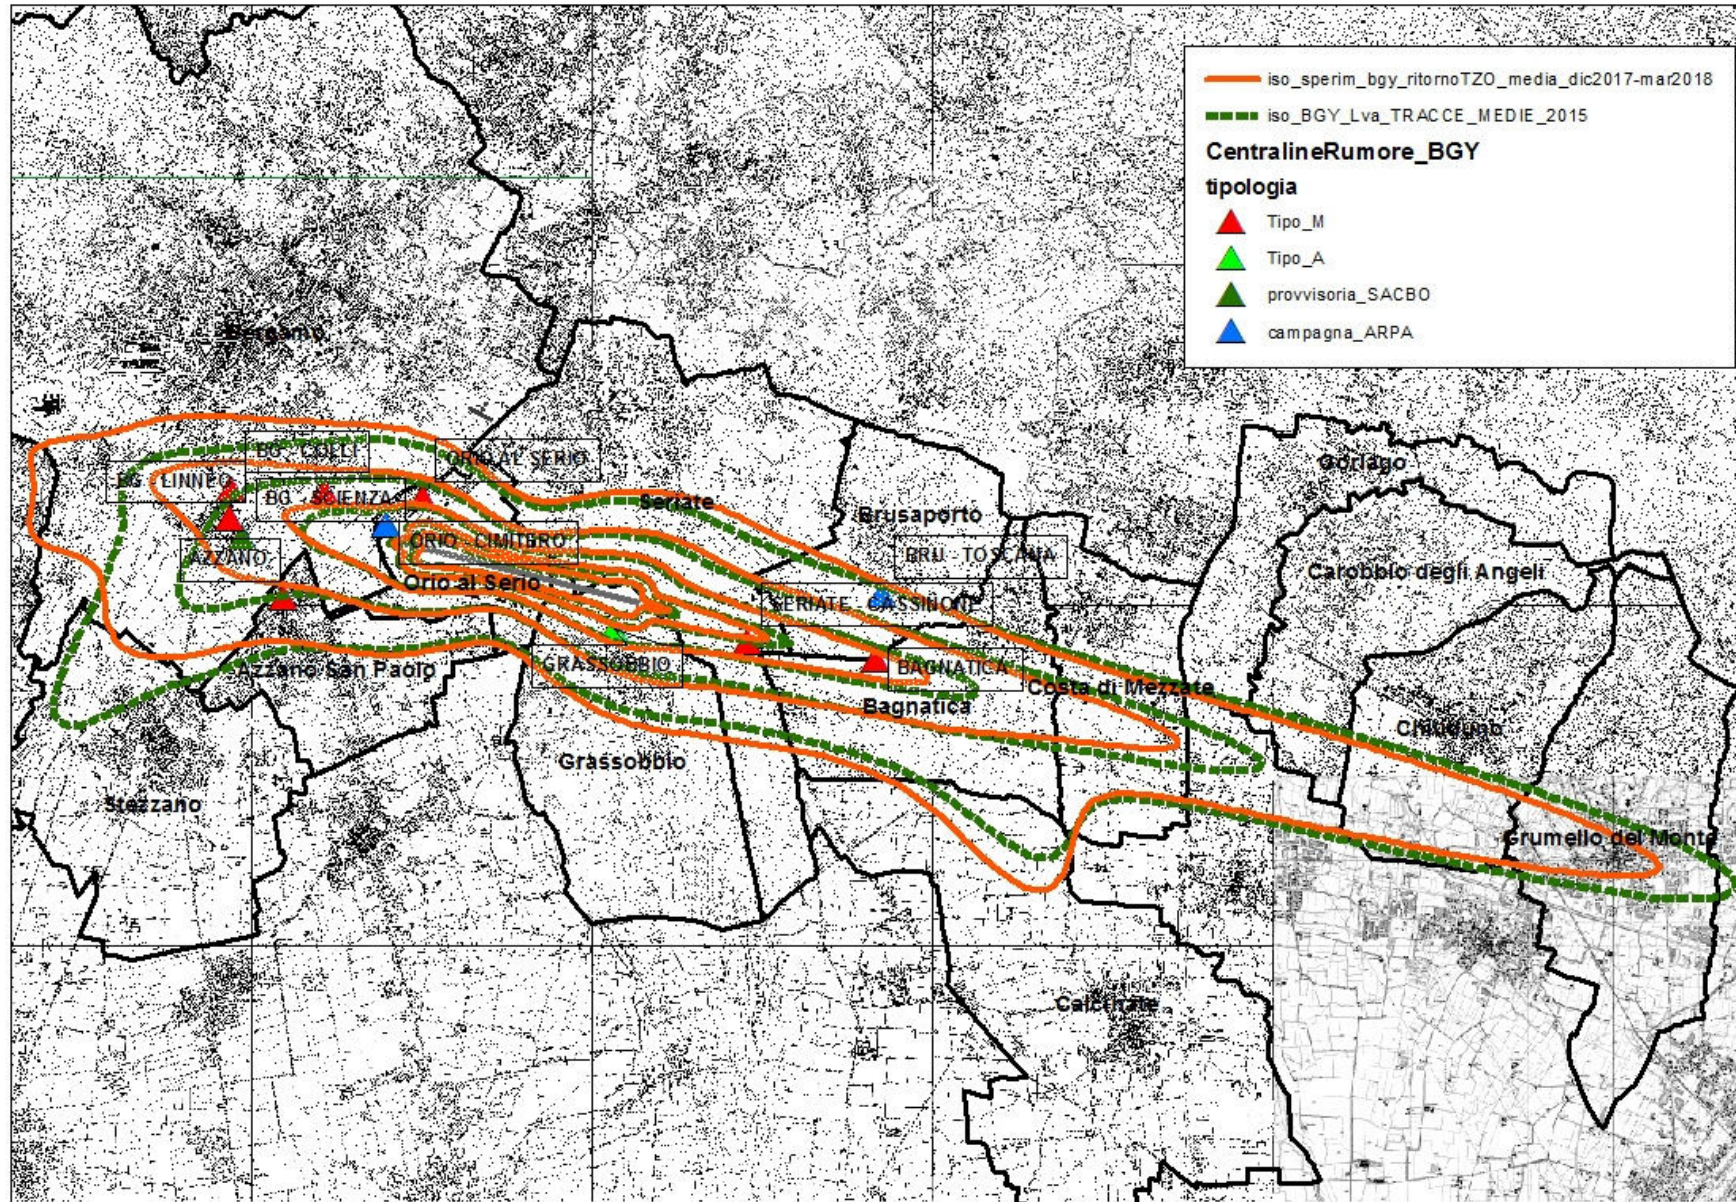 iso_sperim_bgy_ritornoTZO_media_dic2017-mar2018
iso_BGY_Lva_TRACCE_MEDIE_2015
CentralineRumore_BGY
tipologia
Tipo_M
Tipo_A
provvisoria_SACBO
campagna_ARPA
Bergamo
BG - COLLI
ORIO AL SERIO
BG - LINNEO
BG - SCIENZA
Seriate
Brusaporto
Gorlago
AZZANO
ORIO - CIMITERO
BRU - TOSCANA
Orio al Serio
Carobbio degli Angeli
SERIATE - CASSINONE
Azzano San Paolo
GRASSOBBIO
BAGNATICA
Costa di Mezzate
Bagnatica
Chiuduno
Grassobbio
Stezzano
Grumello del Monte
Calcinate